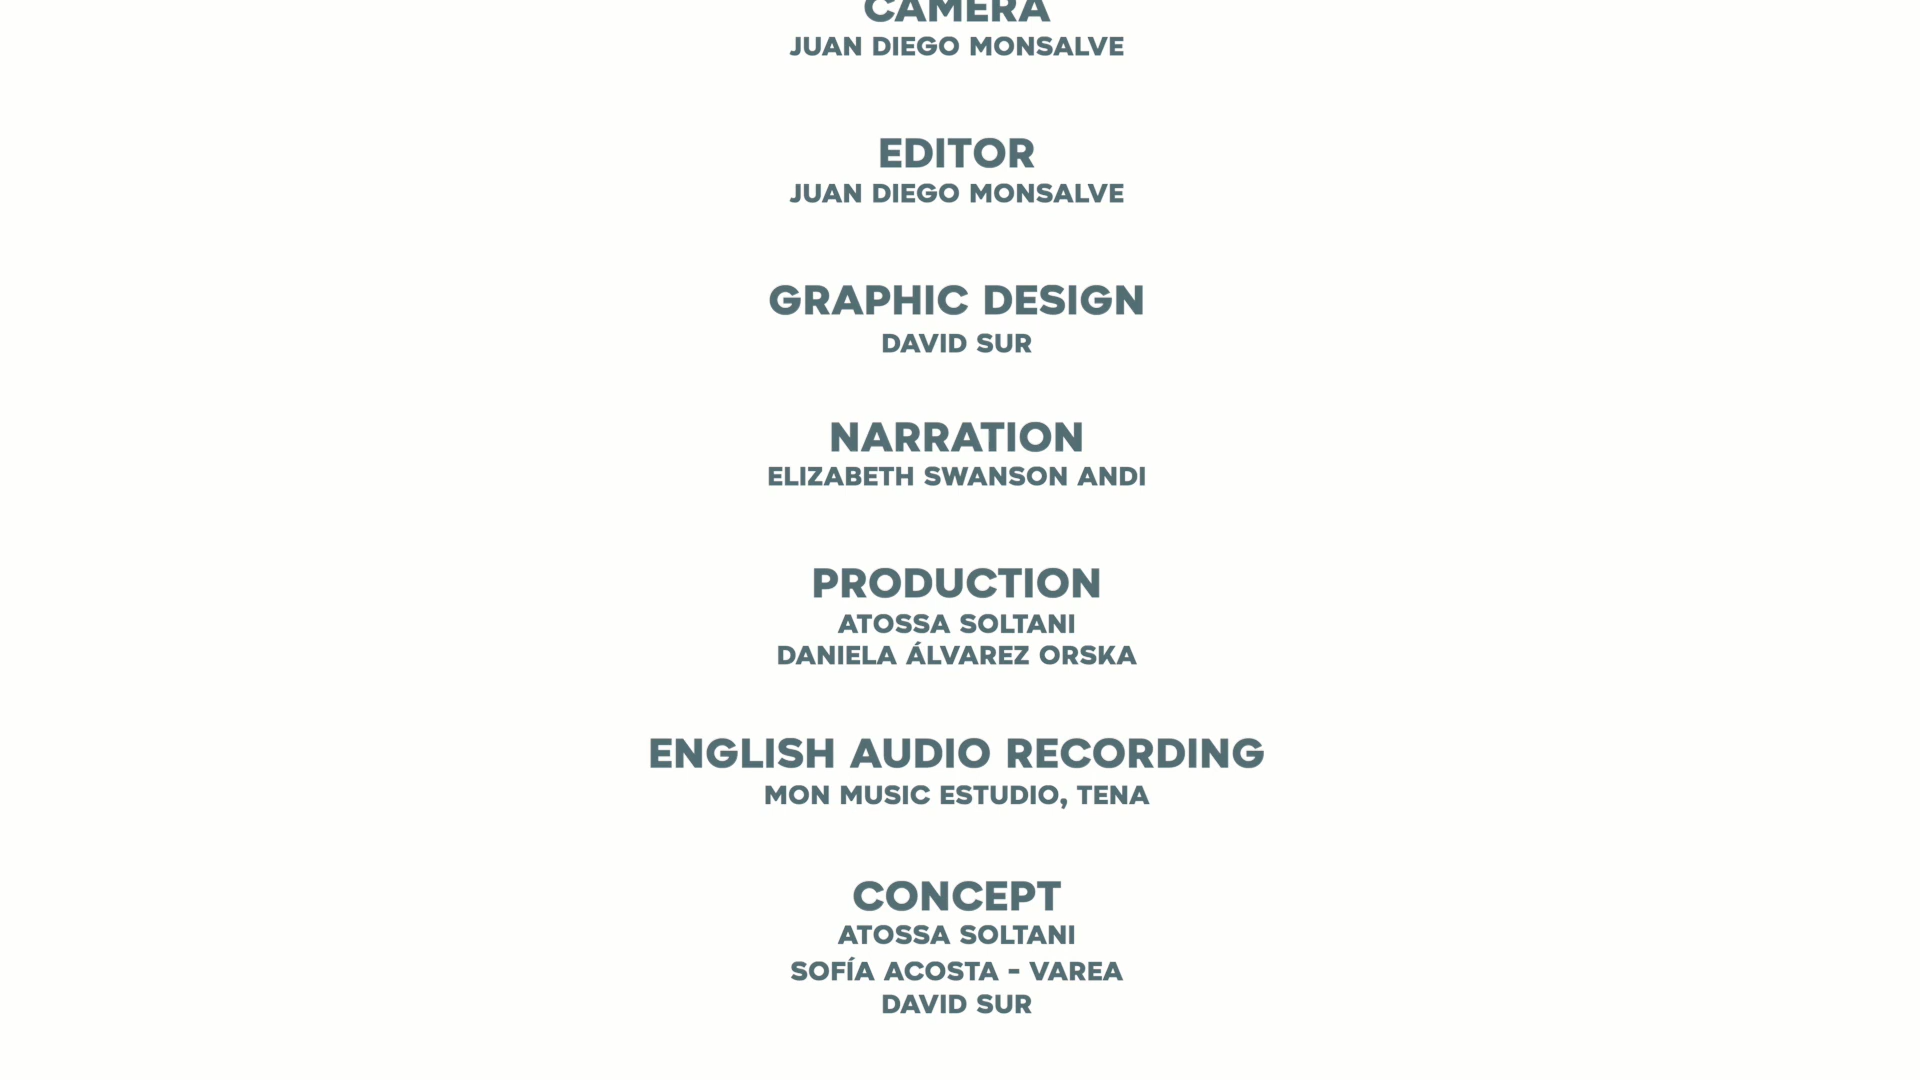 CAMERA
JUAN DIEGO MONSALVE
EDITOR
JUAN DIEGO MONSALVE
GRAPHIC DESIGN
DAVID SUR
NARRATION
ELIZABETH SWANSON ANDI
PRODUCTION
ATOSSA SOLTANI
DANIELA ÁLVAREZ ORSKA
ENGLISH AUDIO RECORDING
MON MUSIC ESTUDIO, TENA
CONCEPT
ATOSSA SOLTANI
SOFÍA ACOSTA - VAREA
DAVID SUR